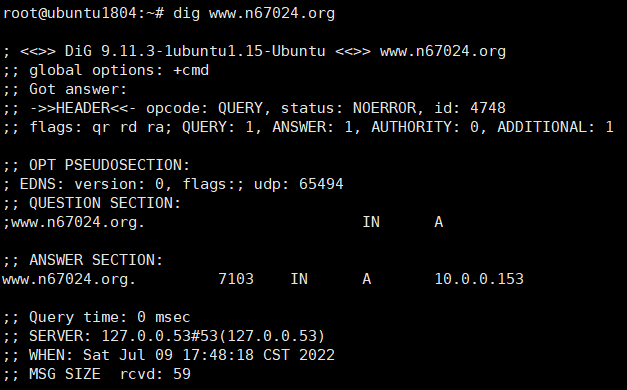 root@ubuntu1804:~# dig www.n67024.org
; <<>> DiG 9.11.3-1ubuntu1.15-Ubuntu <<>> www.n67024.org
;; global options: +cmd
;; Got answer:
;; ->>HEADER<<- opcode: QUERY, status: NOERROR, id: 4748
;; flags: qr rd ra; QUERY: 1, ANSWER: 1, AUTHORITY: 0, ADDITIONAL: 1
;; OPT PSEUDOSECTION:
; EDNS: version: 0, flags:; udp: 65494
;; QUESTION SECTION:
;www.n67024.org. IN A
;; ANSWER SECTION:
www.n67024.org. 7103 IN A 10.0.0.153
;; Query time: 0 msec
;; SERVER: 127.0.0.53#53(127.0.0.53)
;; WHEN: Sat Jul 09 17:48:18 CST 2022
;; MSG SIZE rcvd: 59